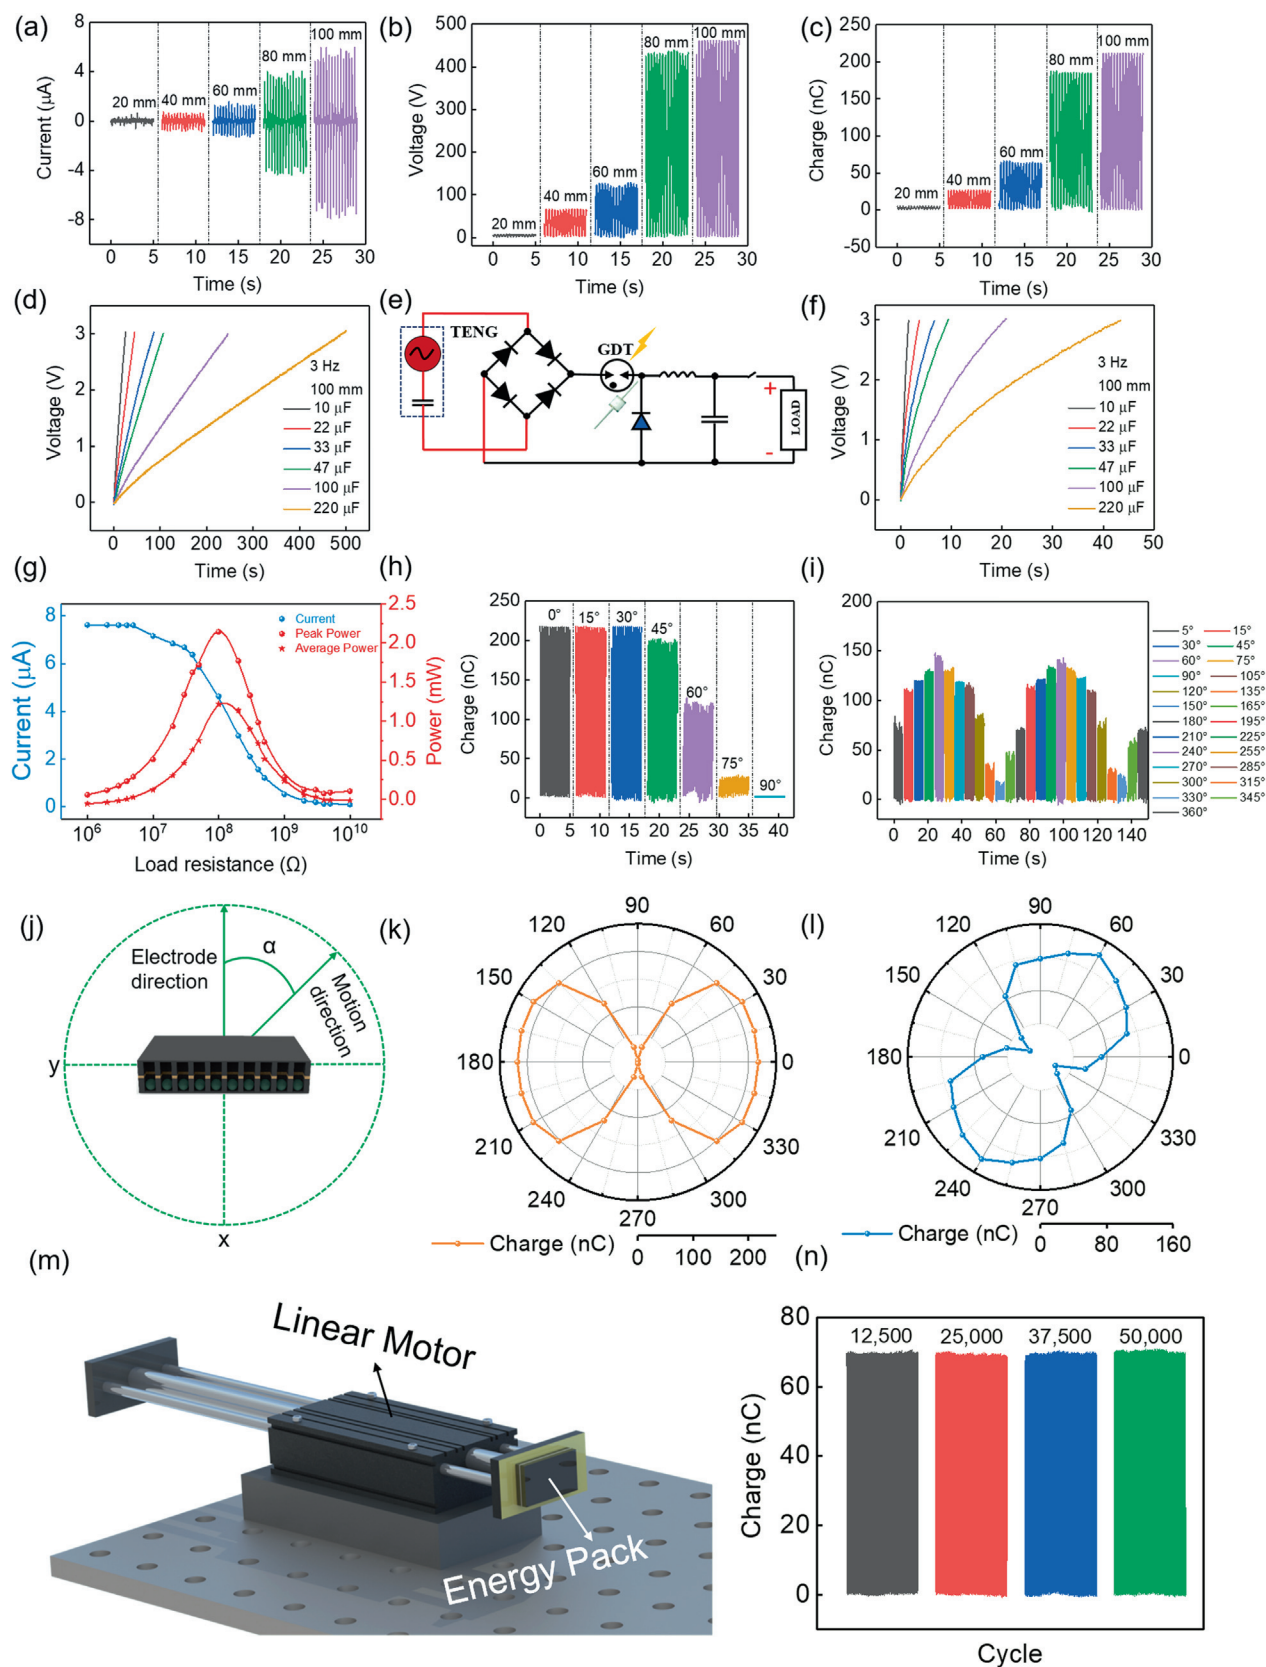 (a)
8
4
0
-4
-8
Current (μA)
20 mm
40 mm
60 mm
80 mm
100 mm
0 5 10 15 20 25 30
Time (s)
(b)
500
400
300
200
100
0
Voltage (V)
20 mm
40 mm
60 mm
80 mm
100 mm
0 5 10 15 20 25 30
Time (s)
(c)
250
200
150
100
50
0
-50
Charge (nC)
20 mm
40 mm
60 mm
80 mm
100 mm
0 5 10 15 20 25 30
Time (s)
(d)
3
2
1
0
Voltage (V)
3 Hz
100 mm
10 μF
22 μF
33 μF
47 μF
100 μF
220 μF
0 100 200 300 400 500
Time (s)
(e)
TENG
GDT
+
LOAD
-
(f)
3
2
1
0
Voltage (V)
3 Hz
100 mm
10 μF
22 μF
33 μF
47 μF
100 μF
220 μF
0 10 20 30 40 50
Time (s)
(g)
8
6
4
2
0
Current (μA)
Current
Peak Power
Average Power
2.5
2.0
1.5
1.0
0.5
0.0
Power (mW)
10⁶ 10⁷ 10⁸ 10⁹ 10¹⁰
Load resistance (Ω)
(h)
250
200
150
100
50
0
Charge (nC)
0°
15°
30°
45°
60°
75°
90°
0 5 10 15 20 25 30 35 40
Time (s)
(i)
200
150
100
50
0
Charge (nC)
0 20 40 60 80 100 120 140
Time (s)
5° 15°
30° 45°
60° 75°
90° 105°
120° 135°
150° 165°
180° 195°
210° 225°
240° 255°
270° 285°
300° 315°
330° 345°
360°
(j)
Electrode
direction
α
Motion
direction
y
x
(k)
90
60
30
0
330
300
270
240
210
180
150
120
Charge (nC)
0 100 200
(l)
90
60
30
0
330
300
270
240
210
180
150
120
Charge (nC)
0 80 160
(m)
Linear Motor
Energy Pack
(n)
80
60
40
20
0
Charge (nC)
12,500 25,000 37,500 50,000
Cycle